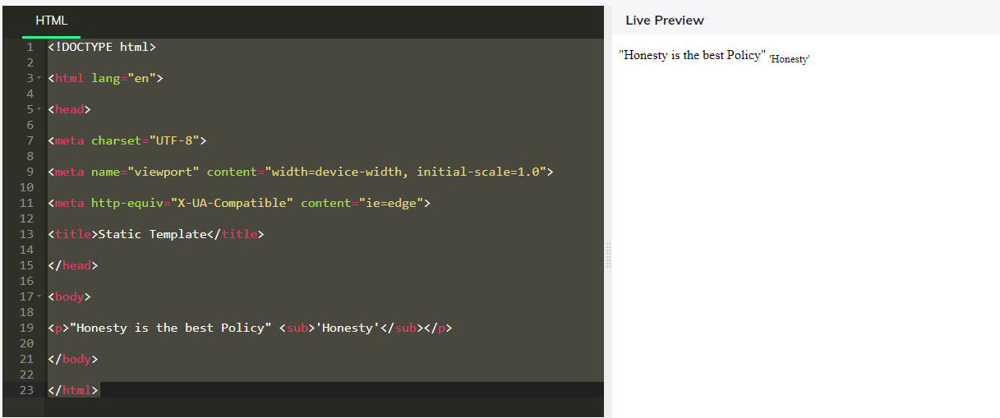 HTML
Live Preview
1 <!DOCTYPE html>
2
3 <html lang="en">
4
5 <head>
6
7 <meta charset="UTF-8">
8
9 <meta name="viewport" content="width=device-width, initial-scale=1.0">
10
11 <meta http-equiv="X-UA-Compatible" content="ie=edge">
12
13 <title>Static Template</title>
14
15 </head>
16
17 <body>
18
19 <p>"Honesty is the best Policy" <sub>'Honesty'</sub></p>
20
21 </body>
22
23 </html>
"Honesty is the best Policy" 'Honesty'